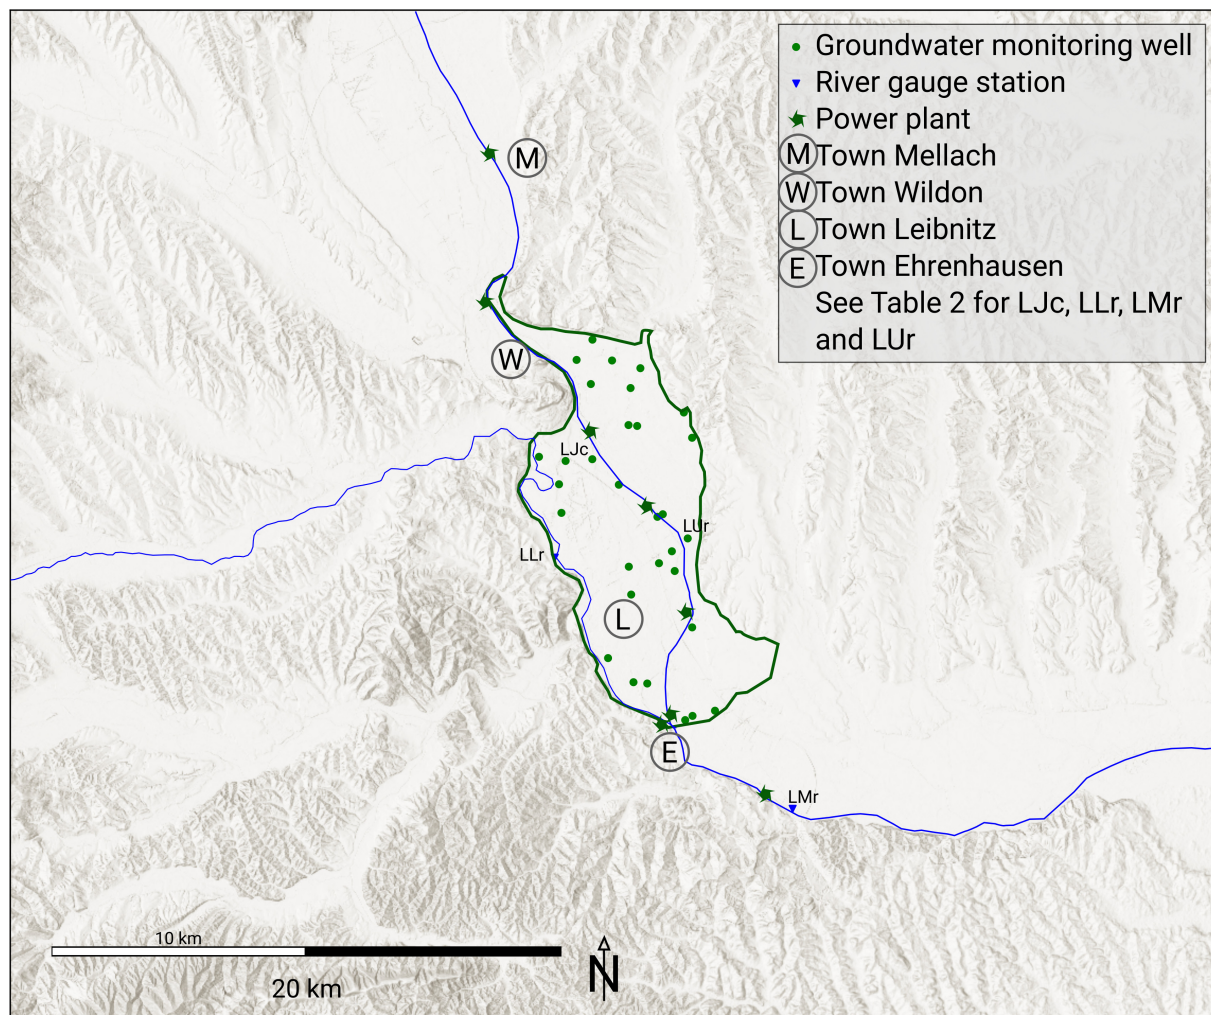 Groundwater monitoring well
River gauge station
Power plant
M Town Mellach
W Town Wildon
L Town Leibnitz
E Town Ehrenhausen
See Table 2 for LJc, LLr, LMr
and LUr
M
W
LJc
LUr
LLr
L
E
LMr
10 km
20 km
N